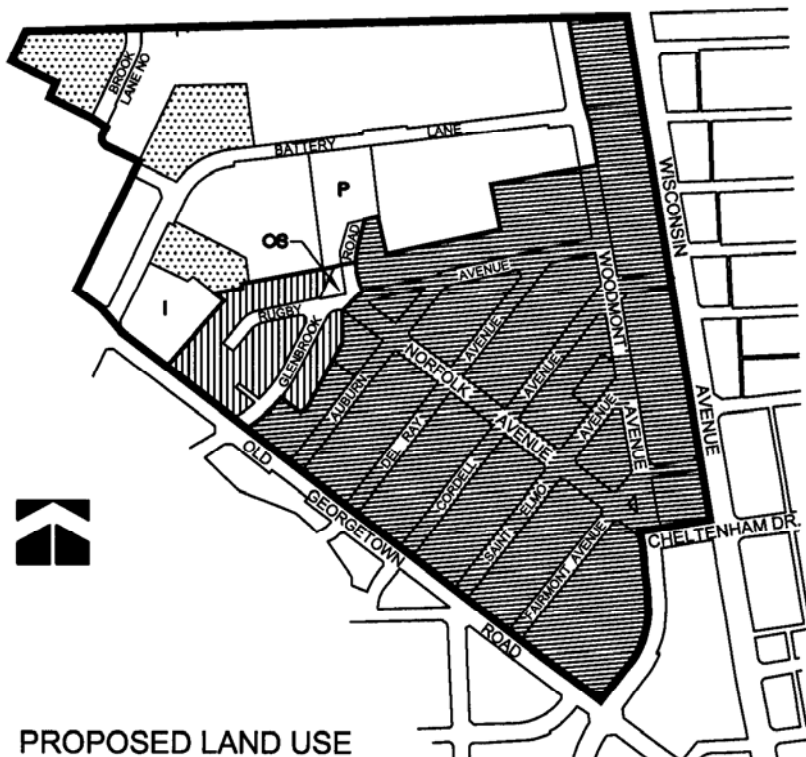 BROOK
LANE NO
BATTERY LANE
P
OS
ROAD
WISCONSIN
AVENUE
I
RUGBY
AVENUE
WOODMONT
AVENUE
GLENBROOK
NORFOLK
AVENUE
AUBURN
AVENUE
DEL RAY
AVENUE
CORDELL
AVENUE
SAINT ELMO
AVENUE
FAIRMONT AVENUE
OLD
GEORGETOWN
ROAD
CHELTENHAM DR.
PROPOSED LAND USE